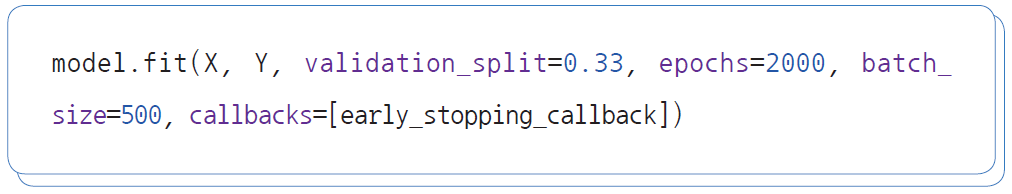 model.fit(X, Y, validation_split=0.33, epochs=2000, batch_
size=500, callbacks=[early_stopping_callback])